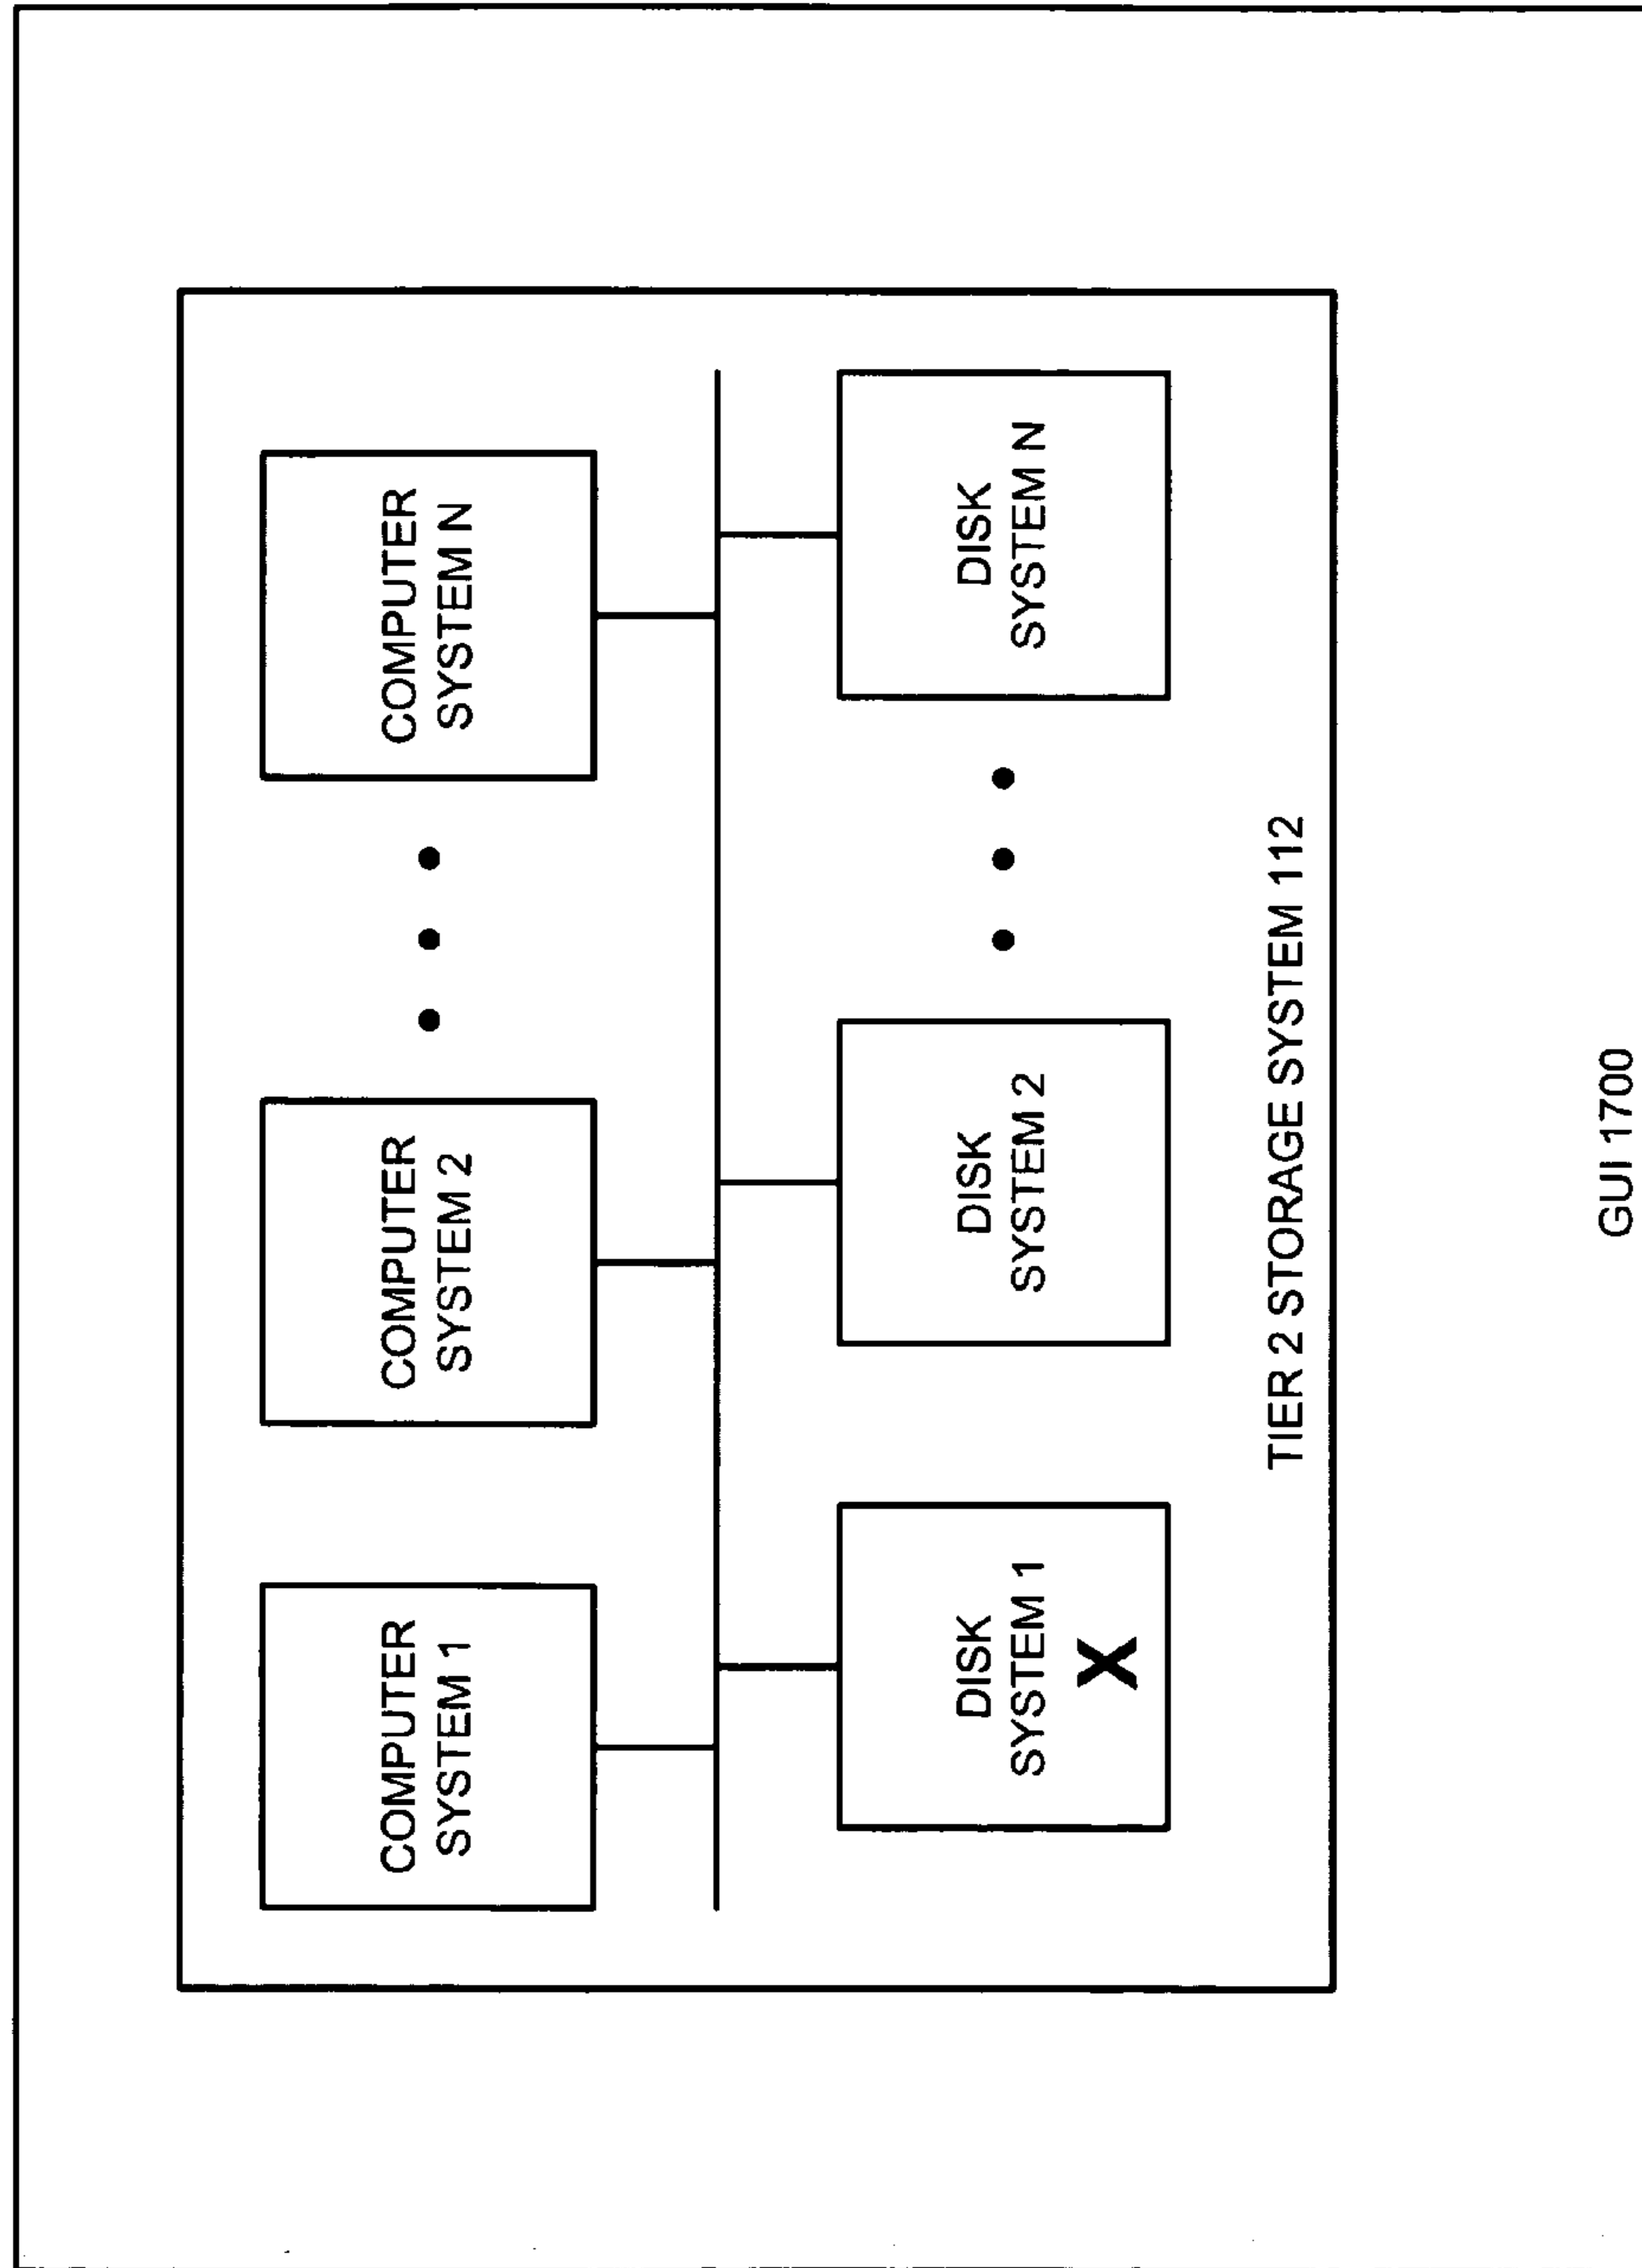 COMPUTER
SYSTEM 1
COMPUTER
SYSTEM 2
COMPUTER
SYSTEM N
DISK
SYSTEM 1
X
DISK
SYSTEM 2
DISK
SYSTEM N
TIER 2 STORAGE SYSTEM 112
GUI 1700